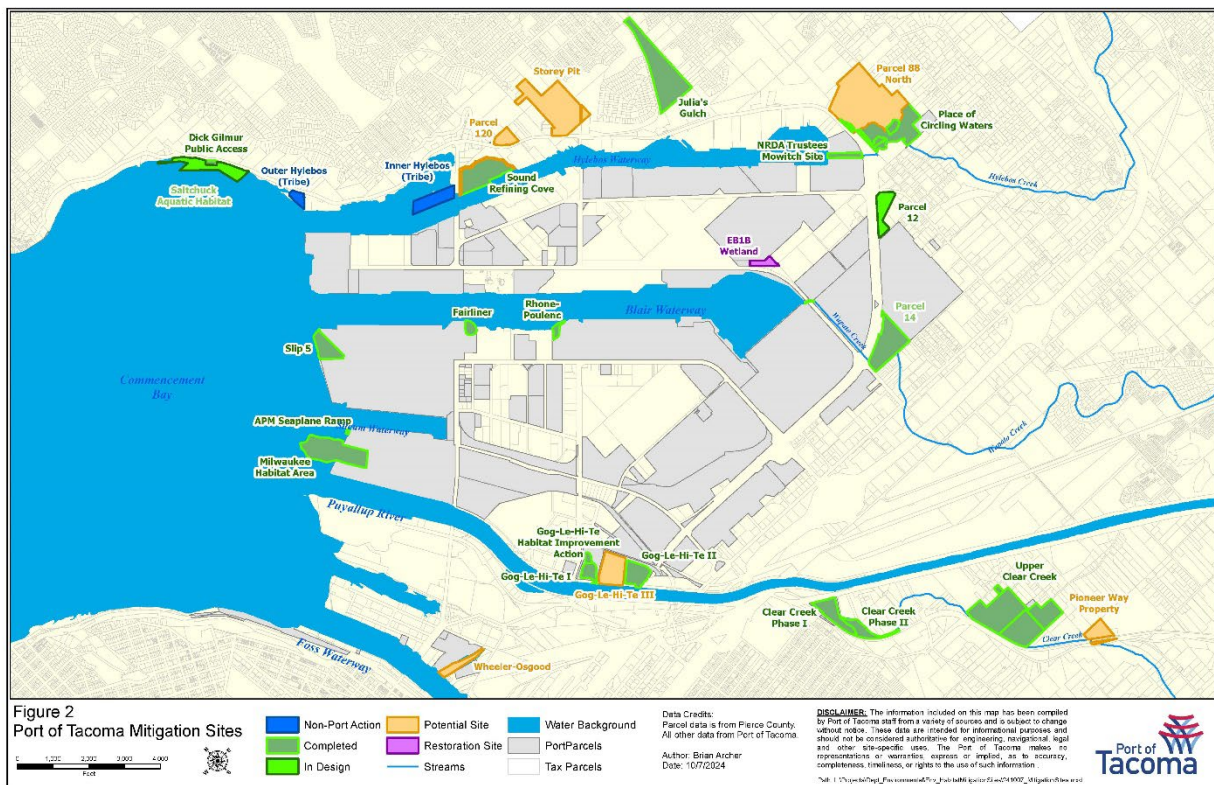 Storey Pit
Parcel 88
North
Julia's
Gulch
Place of
Circling Waters
Parcel
120
Dick Gilmur
Public Access
NRDA Trustees
Mowitch Site
Hylebos Waterway
Inner Hylebos
(Tribe)
Outer Hylebos
(Tribe)
Sound
Refining Cove
Saltchuck
Aquatic Habitat
Hylebos Creek
Parcel
12
EB1B
Wetland
Fairliner
Rhone-
Poulenc
Blair Waterway
Parcel
14
Wapato Creek
Slip 5
Commencement
Bay
APM Seaplane Ramp
Waterway
Milwaukee
Habitat Area
Wapato Creek
Puyallup River
Gog-Le-Hi-Te
Habitat Improvement
Action
Gog-Le-Hi-Te II
Gog-Le-Hi-Te I
Gog-Le-Hi-Te III
Upper
Clear Creek
Pioneer Way
Property
Clear Creek
Phase I
Clear Creek
Phase II
Clear Creek
Foss Waterway
Wheeler-Osgood
Figure 2
Port of Tacoma Mitigation Sites
0 1,000 2,000 3,000 4,000
Feet
Non-Port Action
Completed
In Design
Potential Site
Restoration Site
Streams
Water Background
PortParcels
Tax Parcels
Data Credits:
Parcel data is from Pierce County.
All other data from Port of Tacoma.
Author: Brian Archer
Date: 10/7/2024
DISCLAIMER: The information included on this map has been compiled
by Port of Tacoma staff from a variety of sources and is subject to change
without notice. These data are intended for informational purposes and
should not be considered authoritative for engineering, navigational, legal
and other site-specific uses. The Port of Tacoma makes no
representations or warranties, express or implied, as to accuracy,
completeness, timeliness, or rights to the use of such information.
Port of
Tacoma